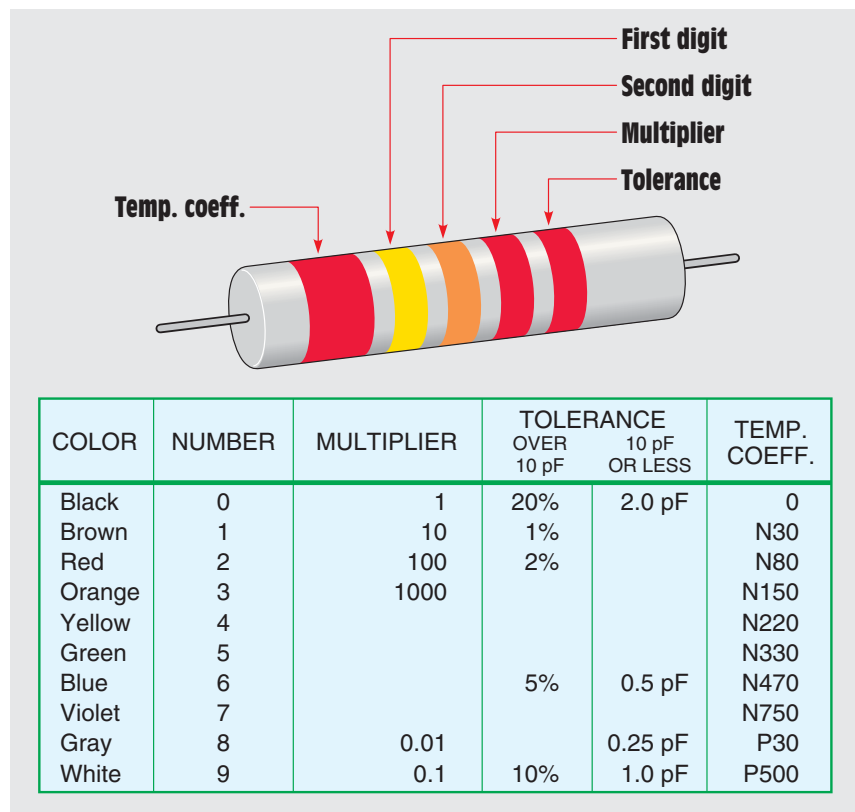 First digit
Second digit
Multiplier
Tolerance
Temp. coeff.
COLOR NUMBER MULTIPLIER TOLERANCE OVER 10 pF 10 pF OR LESS TEMP. COEFF.
Black 0 1 20% 2.0 pF 0
Brown 1 10 1% N30
Red 2 100 2% N80
Orange 3 1000 N150
Yellow 4 N220
Green 5 N330
Blue 6 5% 0.5 pF N470
Violet 7 N750
Gray 8 0.01 0.25 pF P30
White 9 0.1 10% 1.0 pF P500